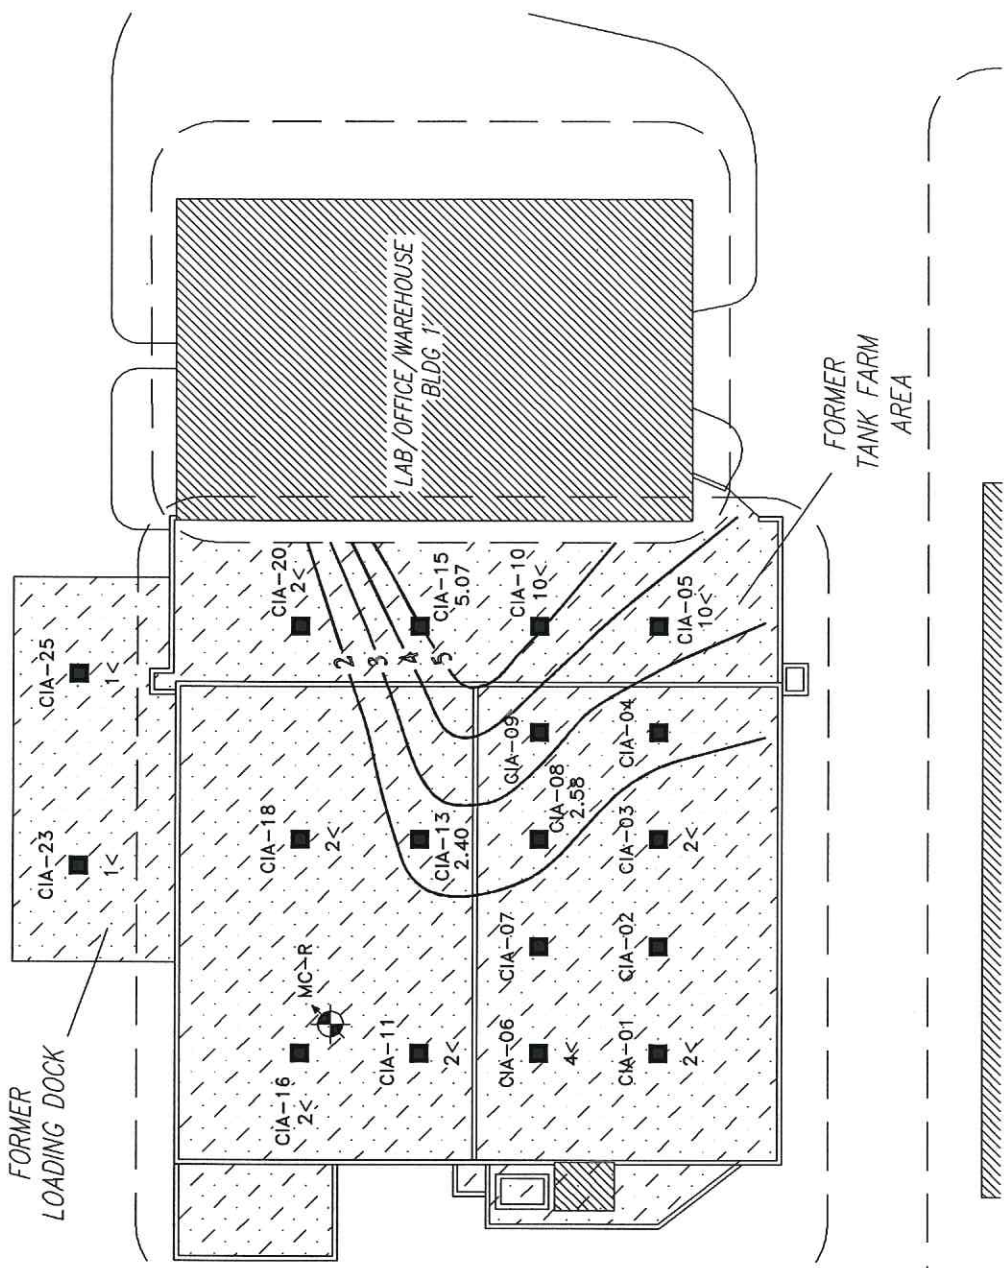 FORMER
LOADING DOCK
CIA-23
1<
CIA-25
1<
CIA-16
2<
MC-R
CIA-18
2<
CIA-20
2<
CIA-11
2<
CIA-13
2.40
2
3
4
5
CIA-15
5.07
LAB/OFFICE/WAREHOUSE
BLDG 1
CIA-06
4<
CIA-07
CIA-08
2.58
CIA-09
CIA-10
10<
CIA-01
2<
CIA-02
CIA-03
2<
CIA-04
CIA-05
10<
FORMER
TANK FARM
AREA